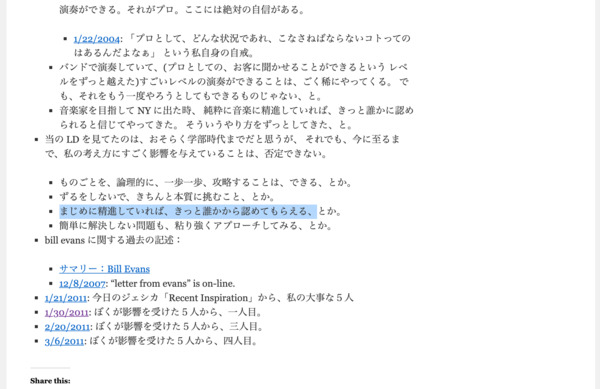 演奏ができる。それがプロ。ここには絶対の自信がある。
1/22/2004: 「プロとして、どんな状況であれ、こなさねばならないコトっての
はあるんだよなぁ」 という私自身の自戒。
バンドで演奏していて、(プロとしての、お客に聞かせることができるという レベ
ルをずっと越えた)すごいレベルの演奏ができることは、ごく稀にやってくる。 で
も、それをもう一度やろうとしてもできるものじゃない、と。
音楽家を目指して NY に出た時、 純粋に音楽に精進していれば、きっと誰かに認め
られると信じてやってきた。 そういうやり方をずっとしてきた、と。
当の LD を見てたのは、おそらく学部時代までだと思うが、 それでも、今に至るま
で、私の考え方にすごく影響を与えていることは、否定できない。
ものごとを、論理的に、一歩一歩、攻略することは、できる、とか。
ずるをしないで、きちんと本質に挑むこと、とか。
まじめに精進していれば、きっと誰かから認めてもらえる、とか。
簡単に解決しない問題も、粘り強くアプローチしてみる、とか。
bill evans に関する過去の記述：
サマリー：Bill Evans
12/8/2007: “letter from evans” is on-line.
1/21/2011: 今日のジェシカ「Recent Inspiration」から、私の大事な５人
1/30/2011: ぼくが影響を受けた５人から、一人目。
2/20/2011: ぼくが影響を受けた５人から、三人目。
3/6/2011: ぼくが影響を受けた５人から、四人目。
Share this: